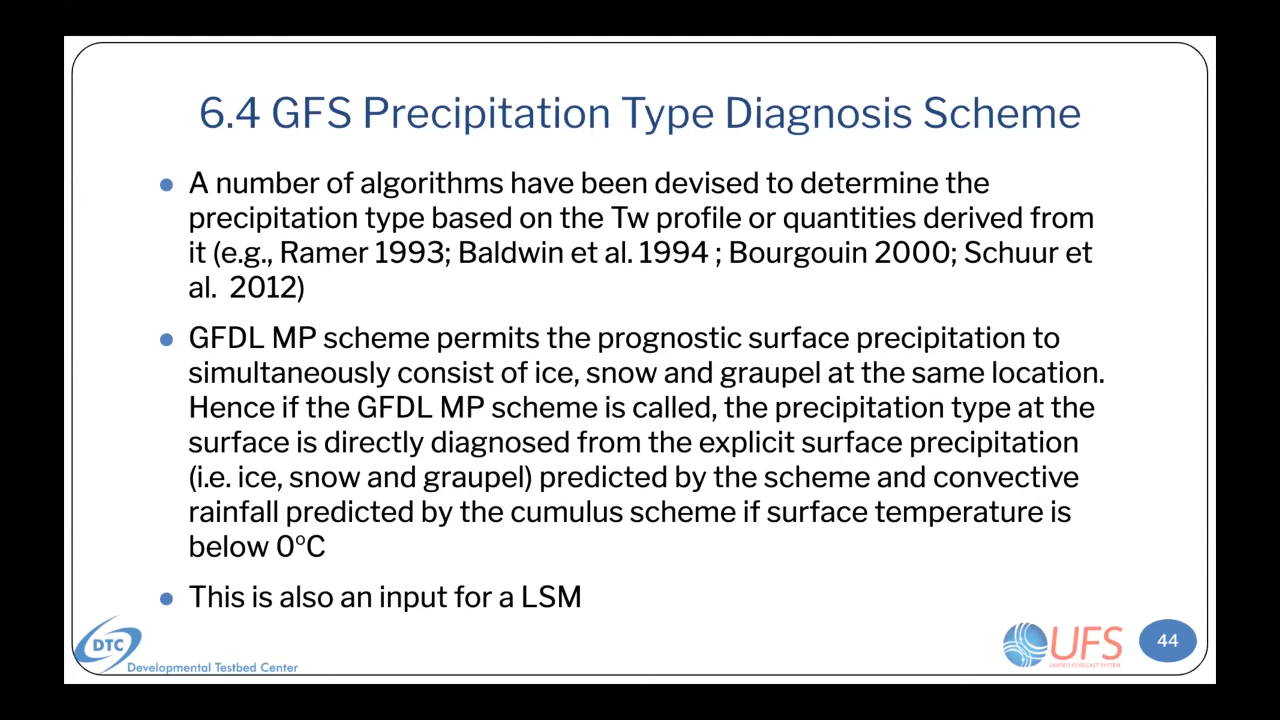 6.4 GFS Precipitation Type Diagnosis Scheme
● A number of algorithms have been devised to determine the
precipitation type based on the Tw profile or quantities derived from
it (e.g., Ramer 1993; Baldwin et al. 1994 ; Bourgouin 2000; Schuur et
al. 2012)
● GFDL MP scheme permits the prognostic surface precipitation to
simultaneously consist of ice, snow and graupel at the same location.
Hence if the GFDL MP scheme is called, the precipitation type at the
surface is directly diagnosed from the explicit surface precipitation
(i.e. ice, snow and graupel) predicted by the scheme and convective
rainfall predicted by the cumulus scheme if surface temperature is
below 0°C
● This is also an input for a LSM
DTC
Developmental Testbed Center
UFS
UNIFIED FORECAST SYSTEM
44